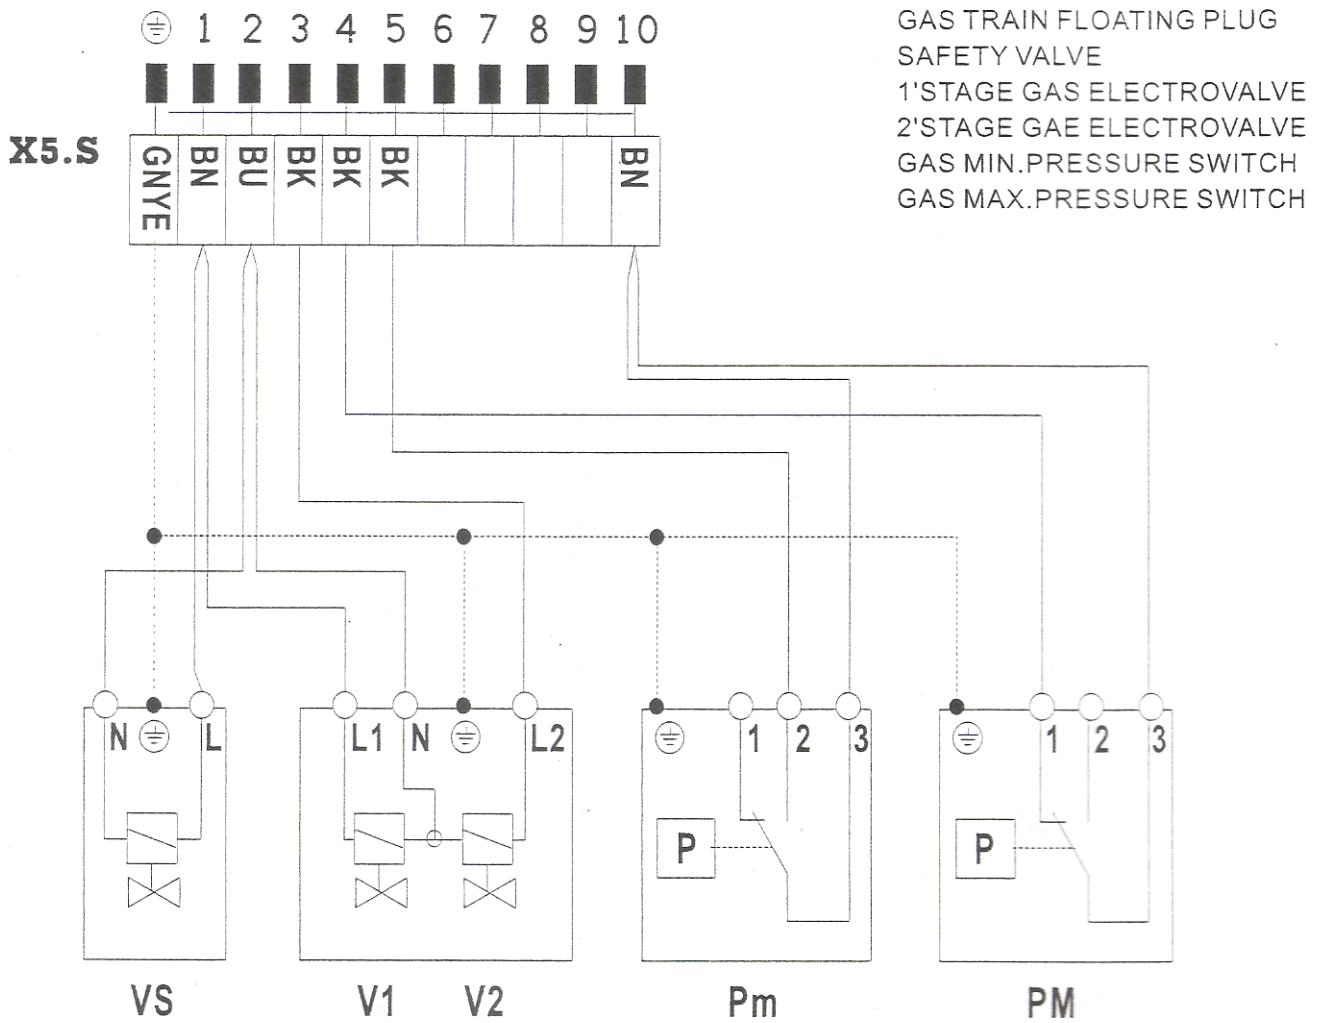 1 2 3 4 5 6 7 8 9 10
GAS TRAIN FLOATING PLUG
SAFETY VALVE
1'STAGE GAS ELECTROVALVE
2'STAGE GAE ELECTROVALVE
GAS MIN.PRESSURE SWITCH
GAS MAX.PRESSURE SWITCH
X5.S
GNYE BN BU BK BK BK BN
N L L1 N L2 1 2 3 1 2 3
P P
VS V1 V2 Pm PM